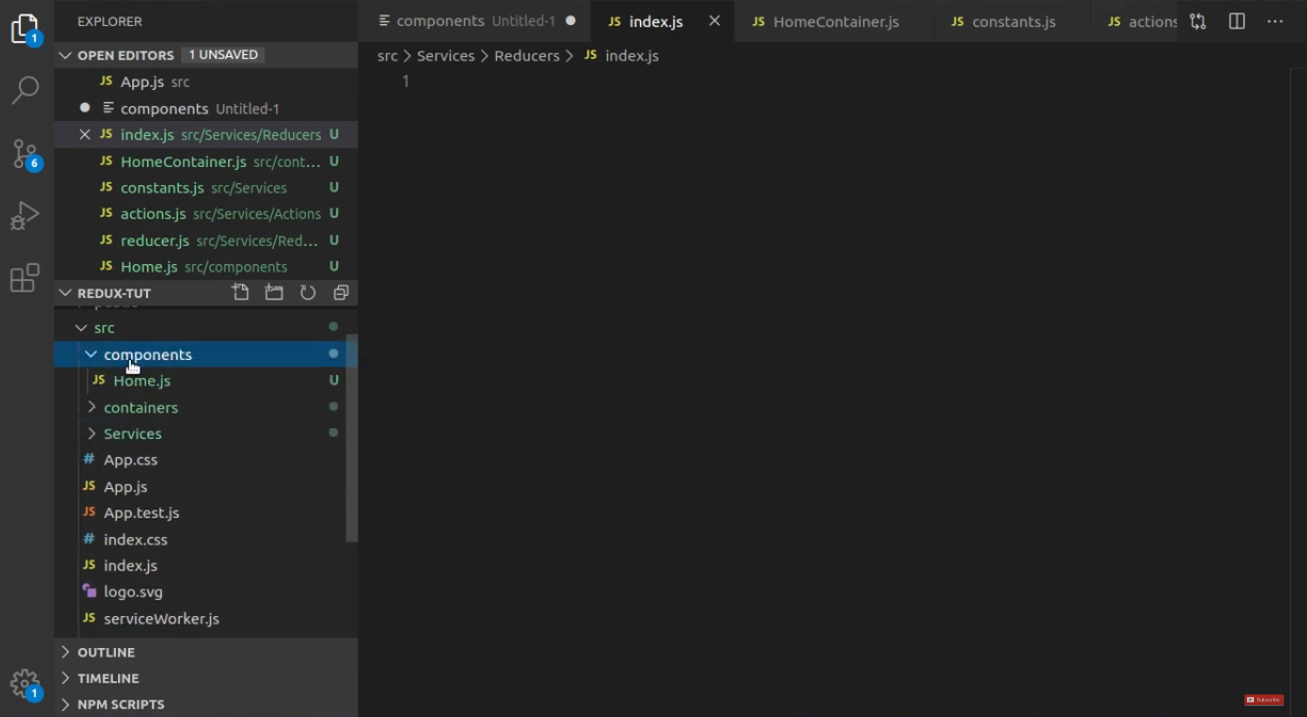 EXPLORER
components Untitled-1 ● JS index.js × JS HomeContainer.js JS constants.js JS actions
OPEN EDITORS 1 UNSAVED
src > Services > Reducers > JS index.js
1
JS App.js src
● components Untitled-1
× JS index.js src/Services/Reducers U
JS HomeContainer.js src/cont... U
JS constants.js src/Services U
JS actions.js src/Services/Actions U
JS reducer.js src/Services/Red... U
JS Home.js src/components U
REDUX-TUT
src
components
JS Home.js U
containers
Services
# App.css
JS App.js
JS App.test.js
# index.css
JS index.js
logo.svg
JS serviceWorker.js
OUTLINE
TIMELINE
NPM SCRIPTS
1
6
1
Subscribe